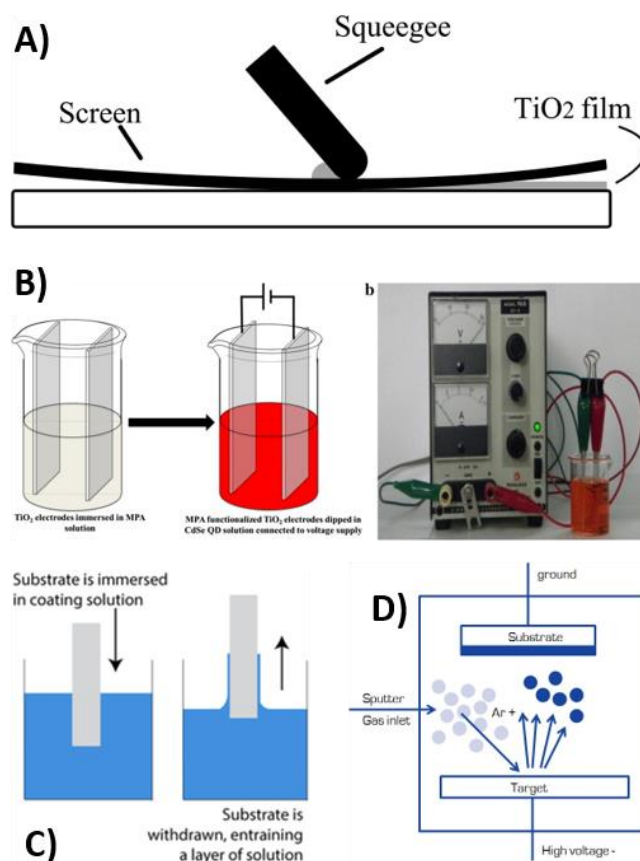 A)
Squeegee
Screen
TiO2 film
B)
b
TiO2 electrodes immersed in MPA
solution
MPA functionalized TiO2 electrodes dipped in
CdSe QD solution connected to voltage supply
V
A
Substrate is immersed
in coating solution
Substrate is
withdrawn, entraining
a layer of solution
C)
D)
ground
Substrate
Sputter
Gas inlet
Ar +
Target
High voltage -